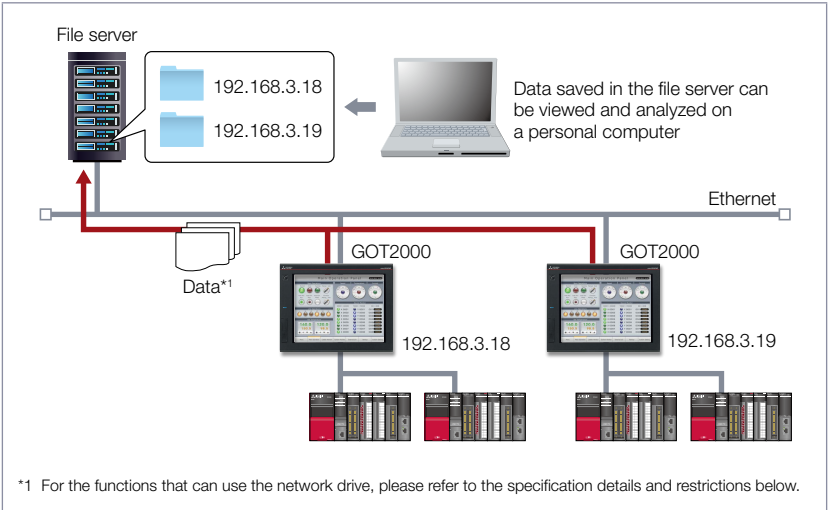 File server
192.168.3.18
192.168.3.19
Data saved in the file server can
be viewed and analyzed on
a personal computer
Ethernet
Data*1
GOT2000
GOT2000
192.168.3.18
192.168.3.19
*1 For the functions that can use the network drive, please refer to the specification details and restrictions below.